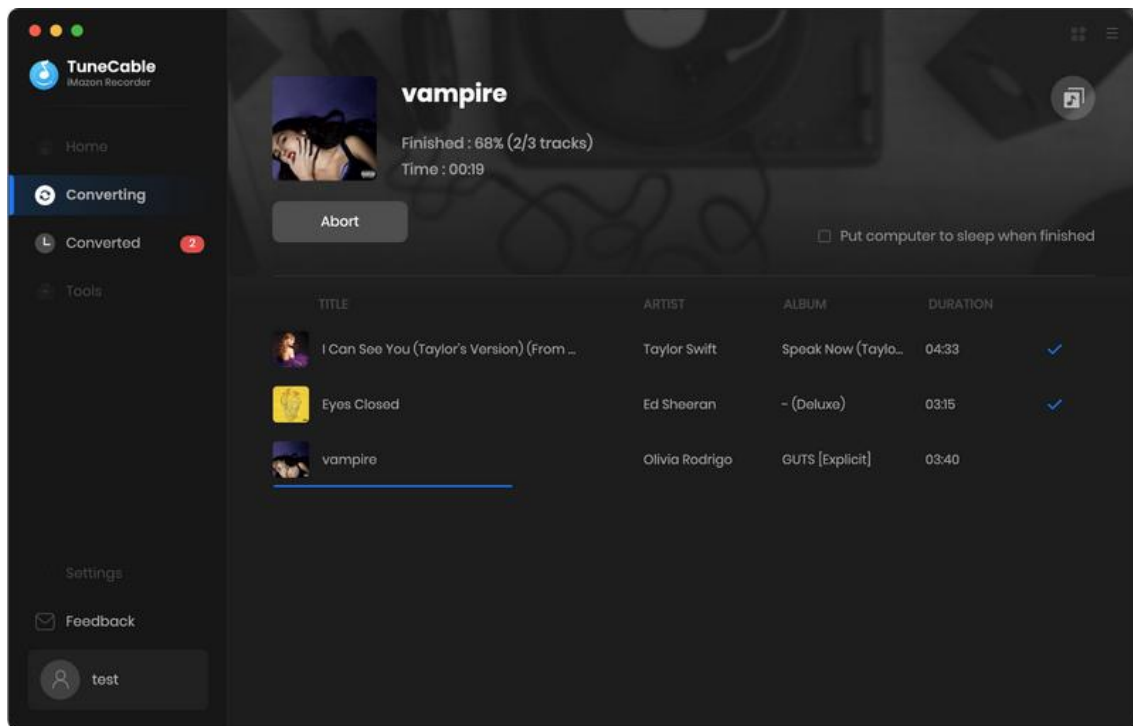 TuneCable
iMazon Recorder
Home
Converting
Converted 2
Tools
Settings
Feedback
test
vampire
Finished : 68% (2/3 tracks)
Time : 00:19
Abort
Put computer to sleep when finished
TITLE ARTIST ALBUM DURATION
I Can See You (Taylor's Version) (From ... Taylor Swift Speak Now (Taylo... 04:33
Eyes Closed Ed Sheeran - (Deluxe) 03:15
vampire Olivia Rodrigo GUTS [Explicit] 03:40